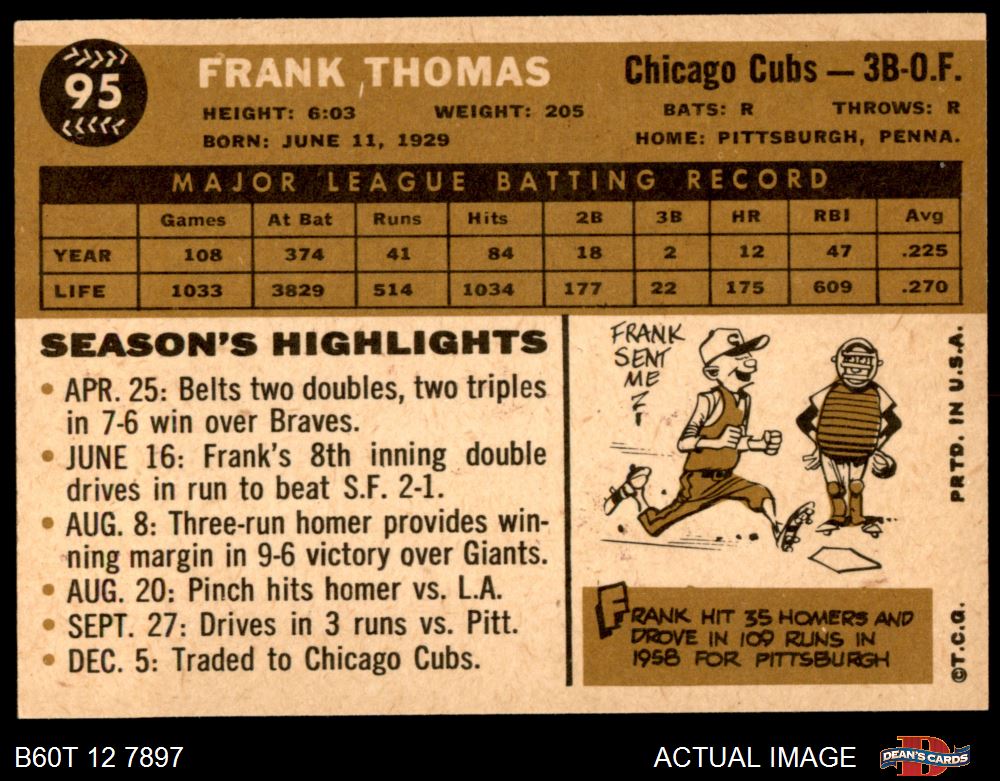 95
FRANK THOMAS
Chicago Cubs — 3B-O.F.
HEIGHT: 6:03 WEIGHT: 205 BATS: R THROWS: R
BORN: JUNE 11, 1929 HOME: PITTSBURGH, PENNA.
MAJOR LEAGUE BATTING RECORD
Games At Bat Runs Hits 2B 3B HR RBI Avg
YEAR 108 374 41 84 18 2 12 47 .225
LIFE 1033 3829 514 1034 177 22 175 609 .270
SEASON'S HIGHLIGHTS
• APR. 25: Belts two doubles, two triples
in 7-6 win over Braves.
• JUNE 16: Frank's 8th inning double
drives in run to beat S.F. 2-1.
• AUG. 8: Three-run homer provides win-
ning margin in 9-6 victory over Giants.
• AUG. 20: Pinch hits homer vs. L.A.
• SEPT. 27: Drives in 3 runs vs. Pitt.
• DEC. 5: Traded to Chicago Cubs.
FRANK
SENT
ME
C
FRANK HIT 35 HOMERS AND
DROVE IN 109 RUNS IN
1958 FOR PITTSBURGH
©T.C.G. PRTD. IN U.S.A.
B60T 12 7897
ACTUAL IMAGE
D
DEAN'S CARDS